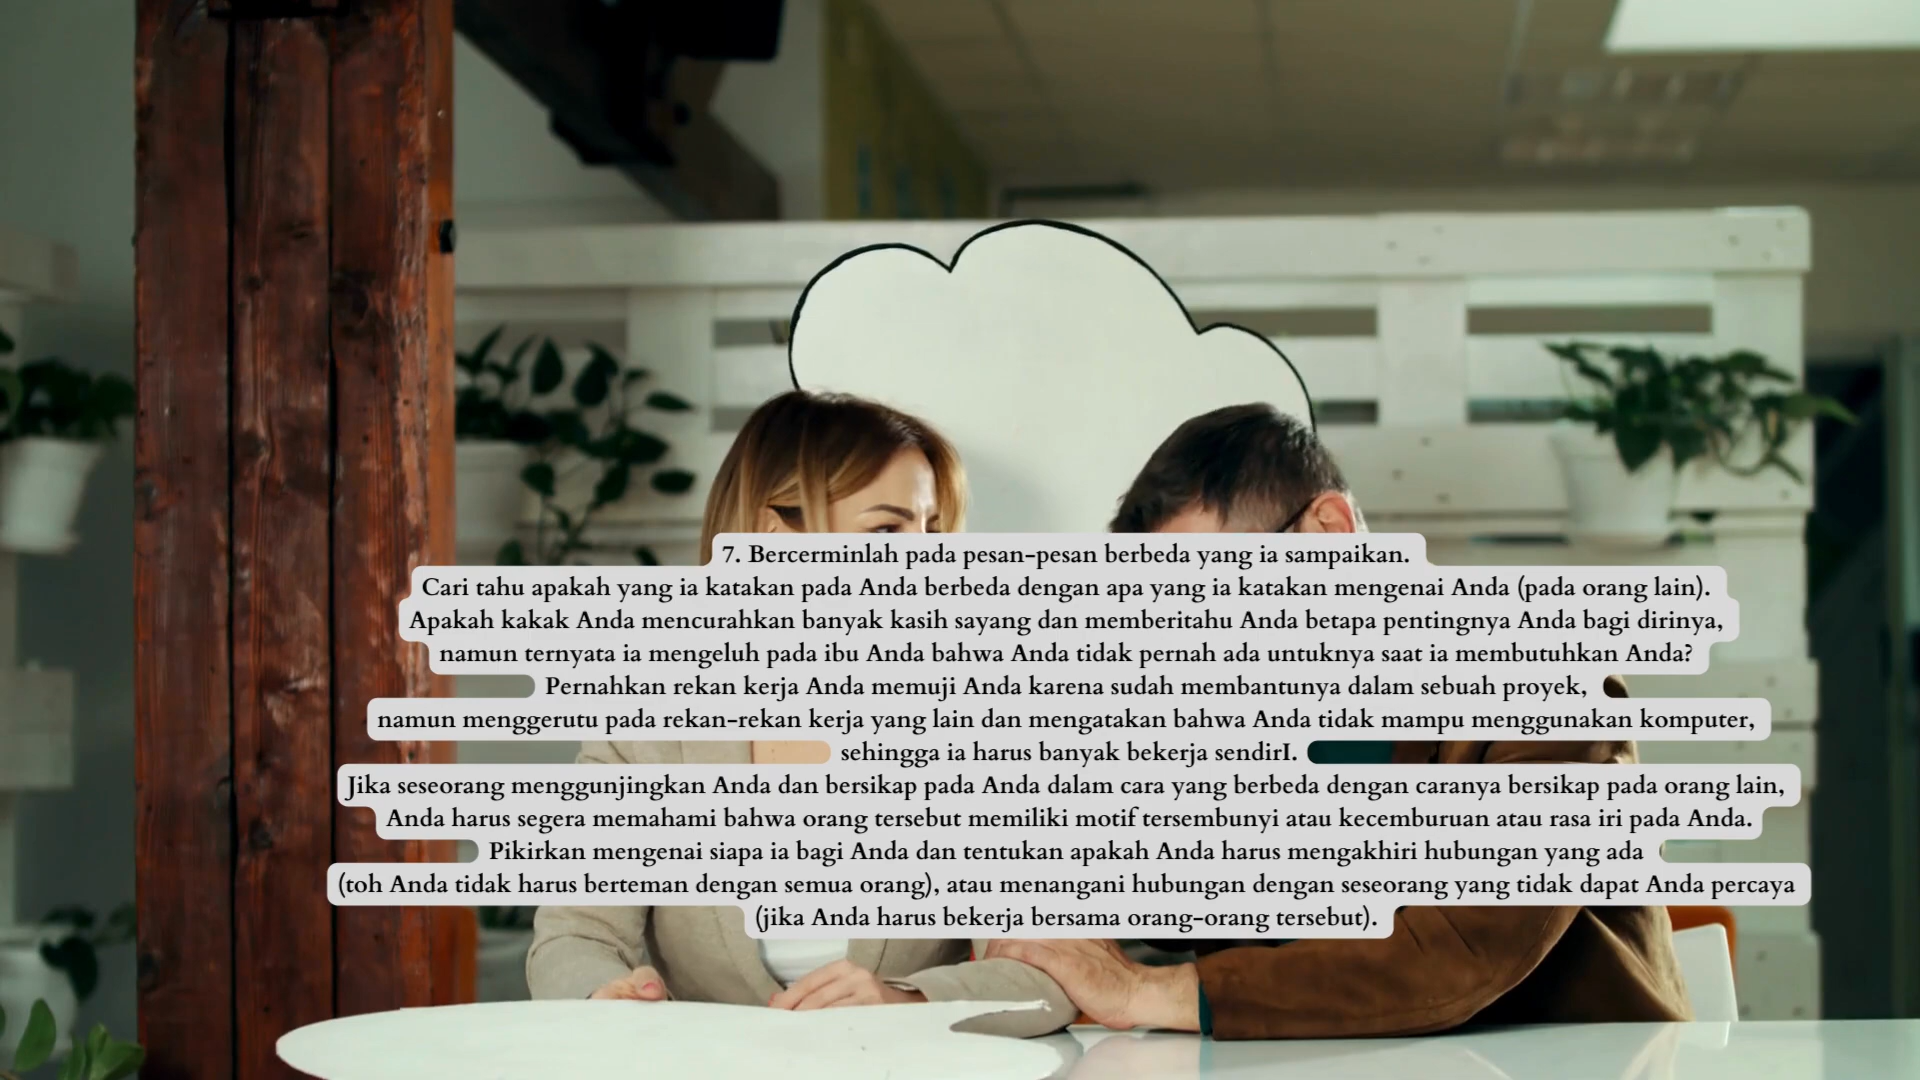 7. Bercerminlah pada pesan-pesan berbeda yang ia sampaikan.
Cari tahu apakah yang ia katakan pada Anda berbeda dengan apa yang ia katakan mengenai Anda (pada orang lain).
Apakah kakak Anda mencurahkan banyak kasih sayang dan memberitahu Anda betapa pentingnya Anda bagi dirinya,
namun ternyata ia mengeluh pada ibu Anda bahwa Anda tidak pernah ada untuknya saat ia membutuhkan Anda?
Pernahkan rekan kerja Anda memuji Anda karena sudah membantunya dalam sebuah proyek,
namun menggerutu pada rekan-rekan kerja yang lain dan mengatakan bahwa Anda tidak mampu menggunakan komputer,
sehingga ia harus banyak bekerja sendirI.
Jika seseorang menggunjingkan Anda dan bersikap pada Anda dalam cara yang berbeda dengan caranya bersikap pada orang lain,
Anda harus segera memahami bahwa orang tersebut memiliki motif tersembunyi atau kecemburuan atau rasa iri pada Anda.
Pikirkan mengenai siapa ia bagi Anda dan tentukan apakah Anda harus mengakhiri hubungan yang ada
(toh Anda tidak harus berteman dengan semua orang), atau menangani hubungan dengan seseorang yang tidak dapat Anda percaya
(jika Anda harus bekerja bersama orang-orang tersebut).